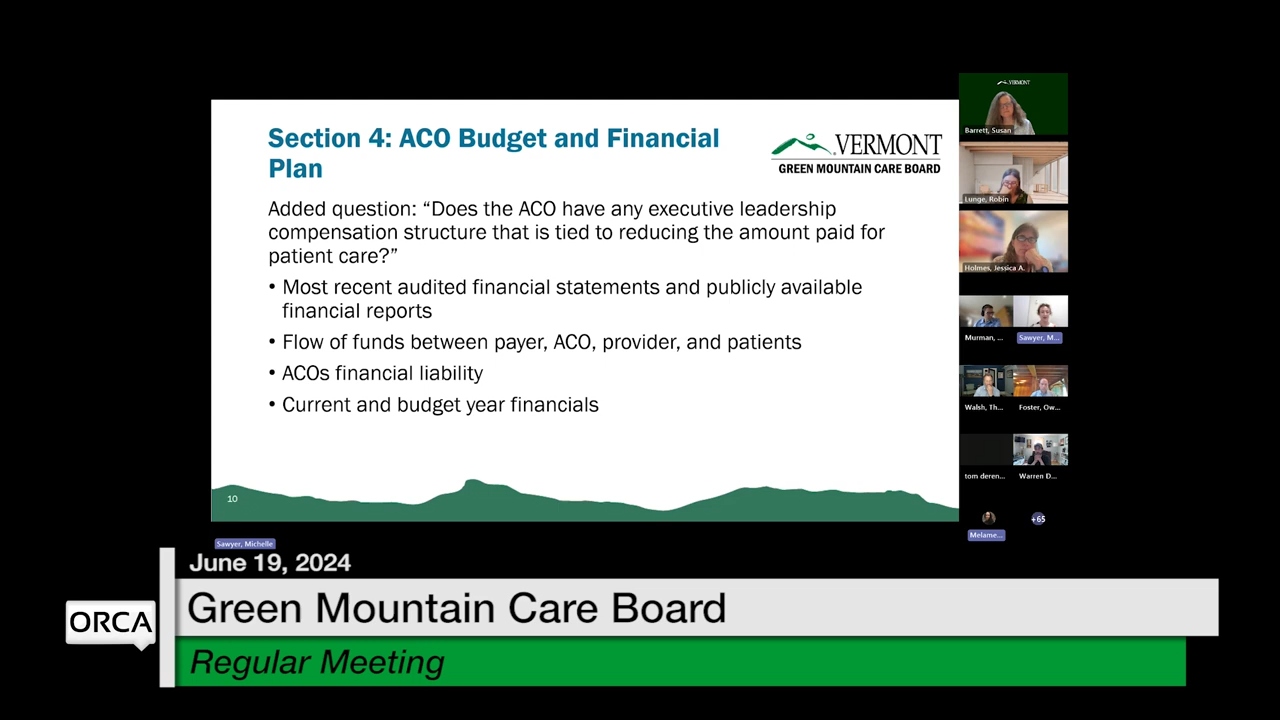 Section 4: ACO Budget and Financial
Plan
VERMONT
GREEN MOUNTAIN CARE BOARD
Added question: “Does the ACO have any executive leadership
compensation structure that is tied to reducing the amount paid for
patient care?”
• Most recent audited financial statements and publicly available
financial reports
• Flow of funds between payer, ACO, provider, and patients
• ACOs financial liability
• Current and budget year financials
10
VERMONT
Barrett, Susan
Lunge, Robin
Holmes, Jessica A.
Murman, ...
Sawyer, M...
Walsh, Th...
Foster, Ow...
tom deren...
Warren D...
Melame...
+65
Sawyer, Michelle
June 19, 2024
ORCA
Green Mountain Care Board
Regular Meeting